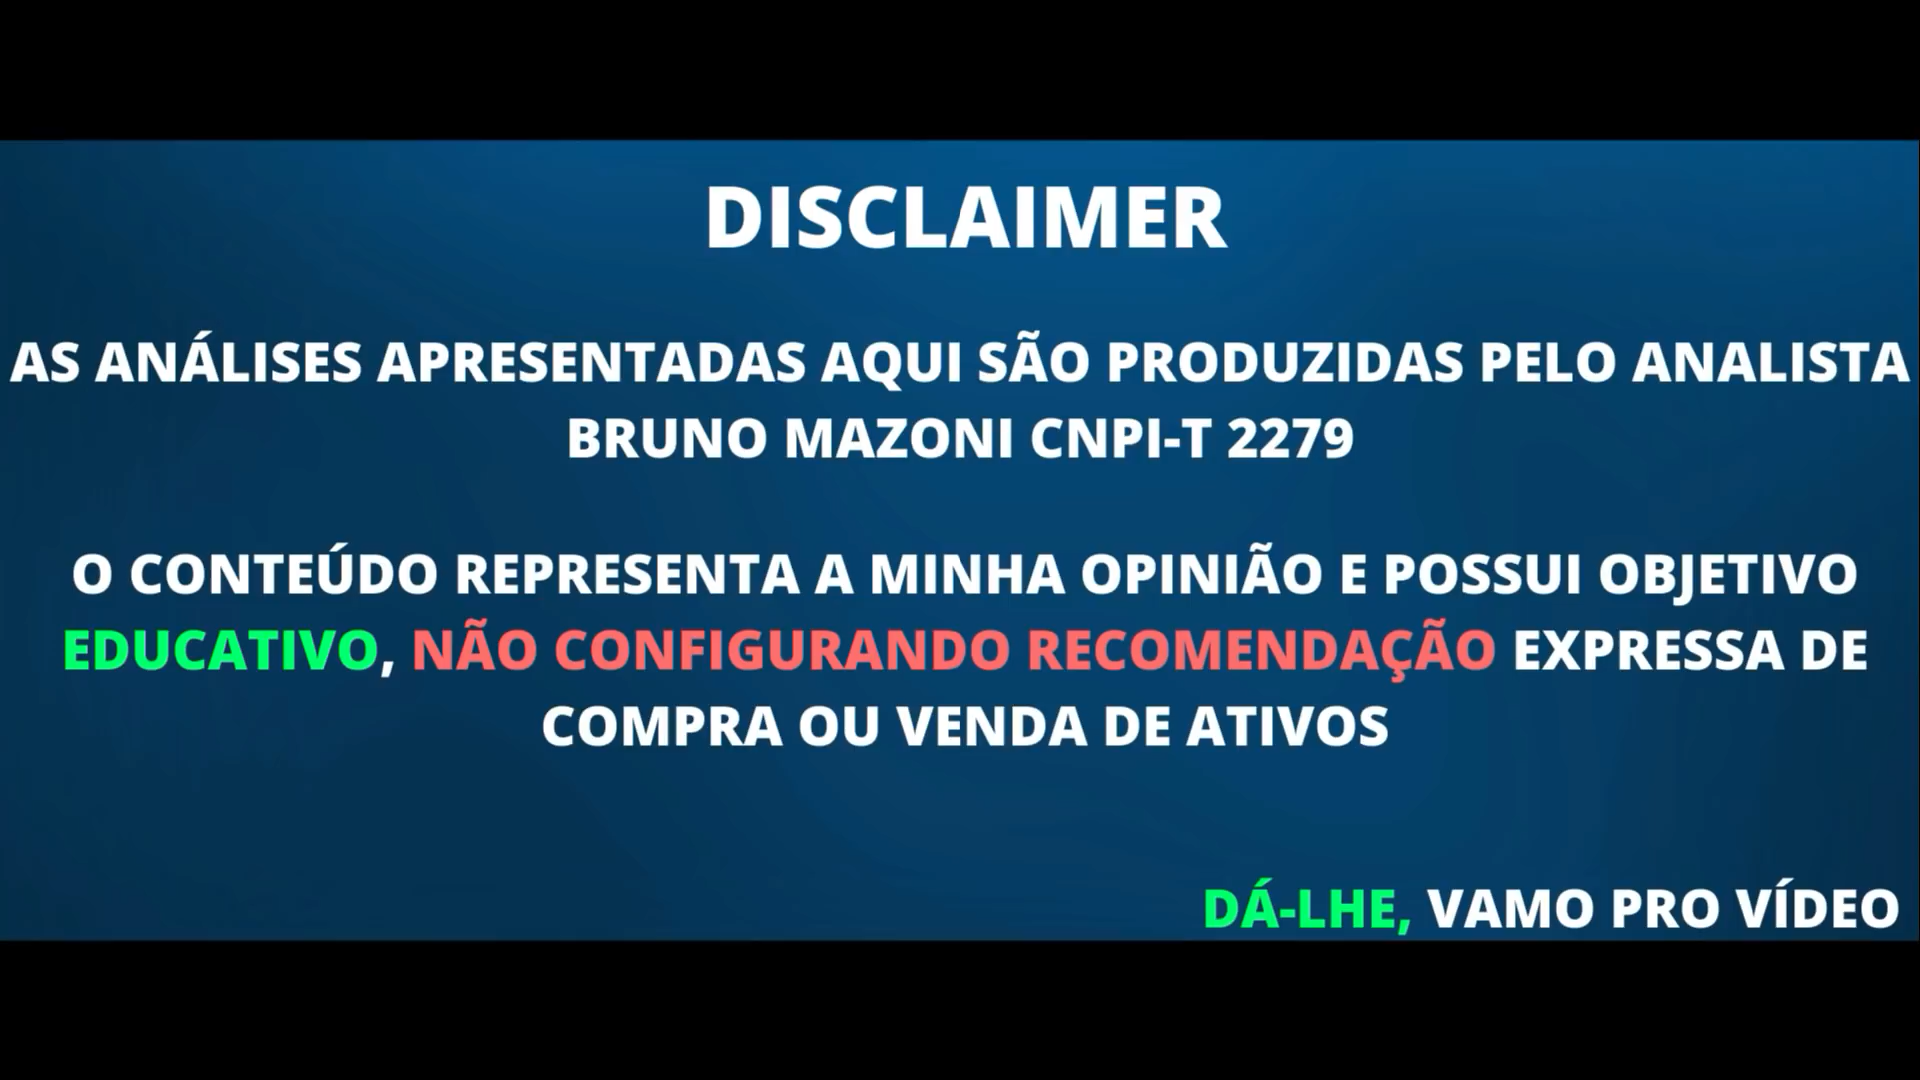 DISCLAIMER
AS ANÁLISES APRESENTADAS AQUI SÃO PRODUZIDAS PELO ANALISTA
BRUNO MAZONI CNPI-T 2279
O CONTEÚDO REPRESENTA A MINHA OPINIÃO E POSSUI OBJETIVO
EDUCATIVO, NÃO CONFIGURANDO RECOMENDAÇÃO EXPRESSA DE
COMPRA OU VENDA DE ATIVOS
DÁ-LHE, VAMO PRO VÍDEO